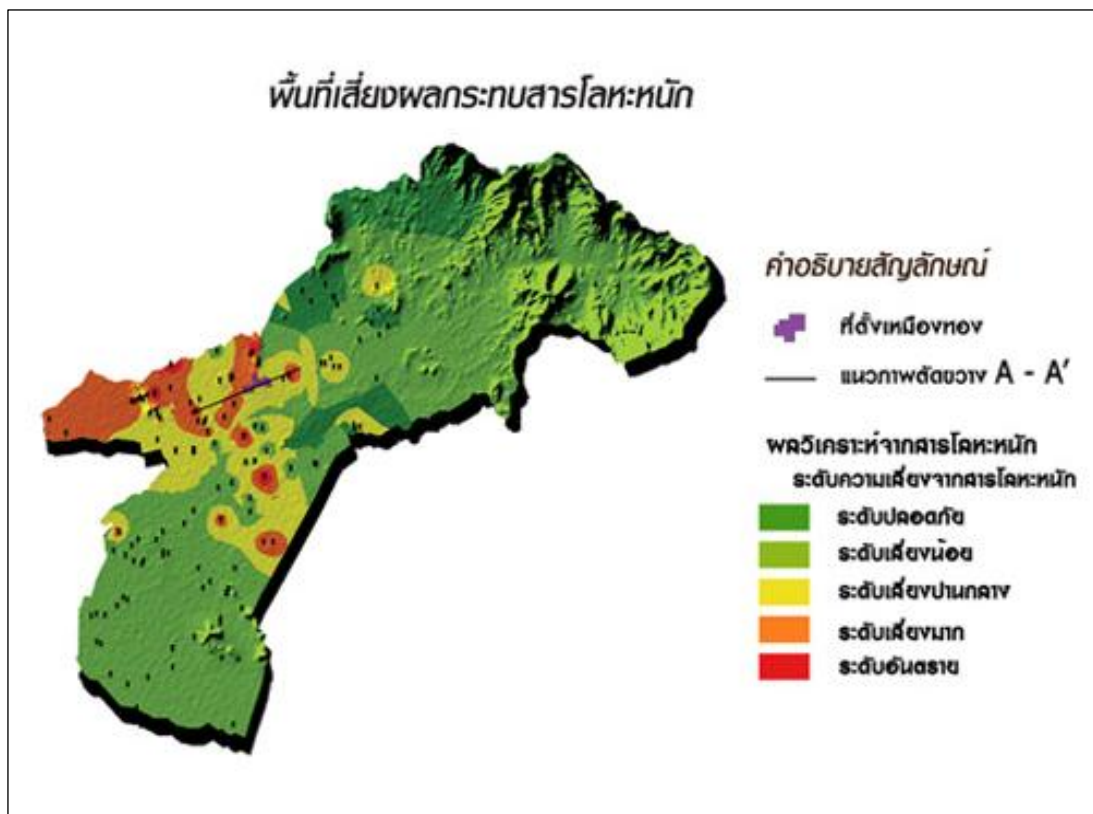 พื้นที่เสี่ยงผลกระทบสารโลหะหนัก
คำอธิบายสัญลักษณ์
ที่ตั้งเหมืองทอง
แนวภาพตัดขวาง A - A'
ผลวิเคราะห์จากสารโลหะหนัก
ระดับความเสี่ยงจากสารโลหะหนัก
ระดับปลอดภัย
ระดับเสี่ยงน้อย
ระดับเสี่ยงปานกลาง
ระดับเสี่ยงมาก
ระดับอันตราย